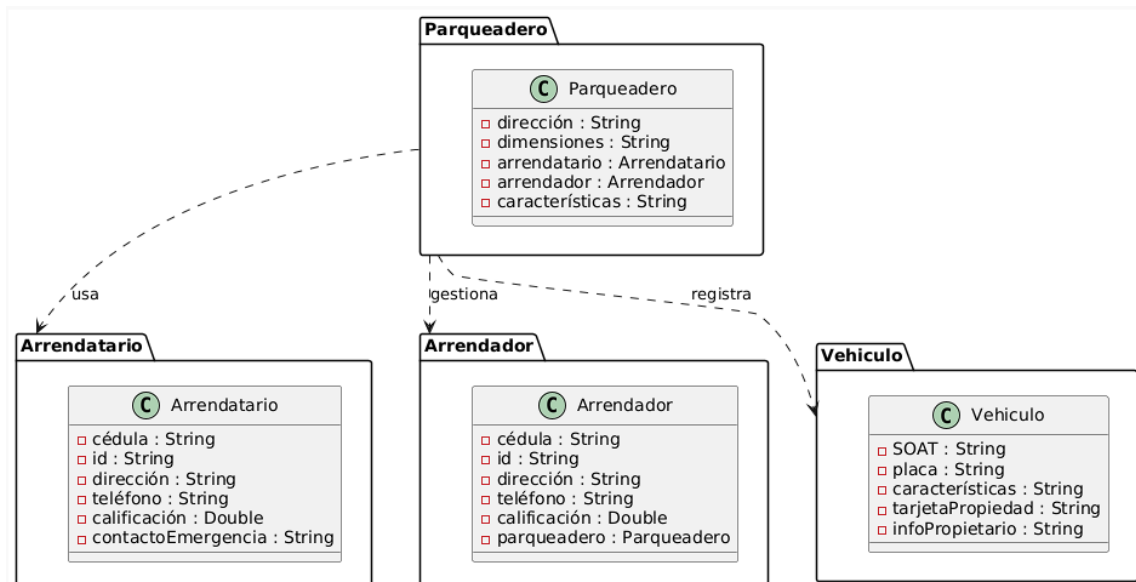 Parqueadero
C Parqueadero
dirección : String
dimensiones : String
arrendatario : Arrendatario
arrendador : Arrendador
características : String
usa
gestiona
registra
Arrendatario
C Arrendatario
cédula : String
id : String
dirección : String
teléfono : String
calificación : Double
contactoEmergencia : String
Arrendador
C Arrendador
cédula : String
id : String
dirección : String
teléfono : String
calificación : Double
parqueadero : Parqueadero
Vehiculo
C Vehiculo
SOAT : String
placa : String
características : String
tarjetaPropiedad : String
infoPropietario : String